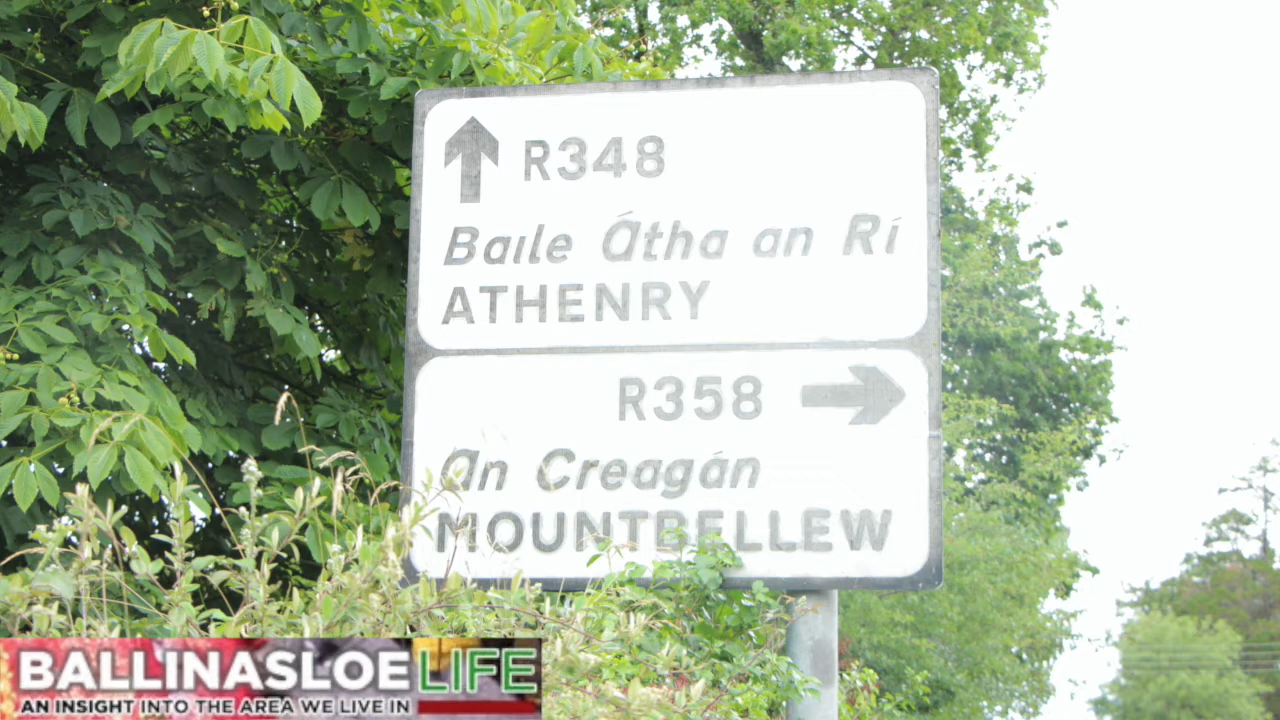 R348
Baıle Átha an Rí
ATHENRY
R358
An Creagán
MOUNTBELLEW
BALLINASLOE LIFE
AN INSIGHT INTO THE AREA WE LIVE IN